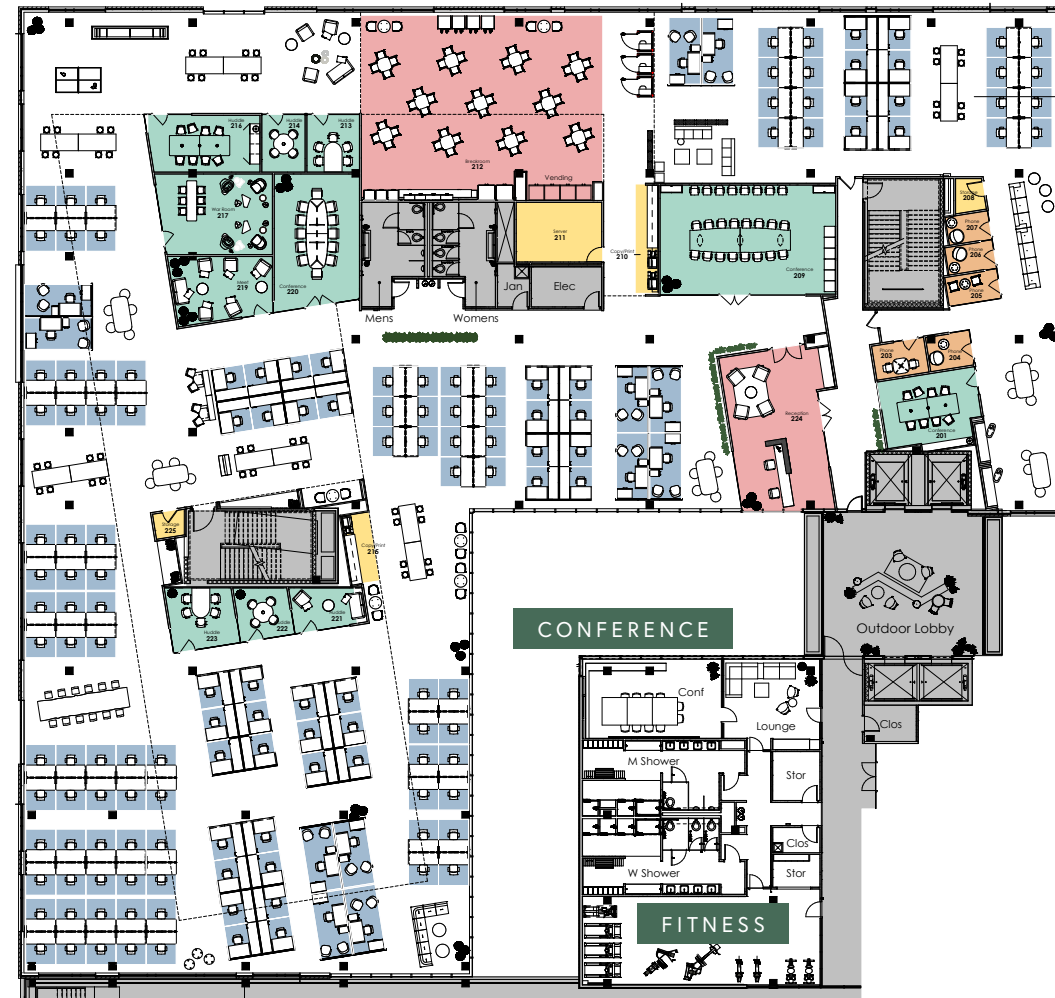 Huddle
216
Huddle
214
Huddle
213
Breakroom
212
Vending
War Room
217
Meet
219
Conference
220
Server
211
Copy/Print
210
Conference
209
Storage
208
Phone
207
Phone
206
Phone
205
Jan
Elec
Mens
Womens
Phone
203
Phone
204
Conference
201
Reception
224
Storage
225
Copy/Print
Huddle
223
Huddle
222
Huddle
221
CONFERENCE
Outdoor Lobby
Conf
Lounge
Clos
M Shower
Stor
Clos
W Shower
Stor
FITNESS